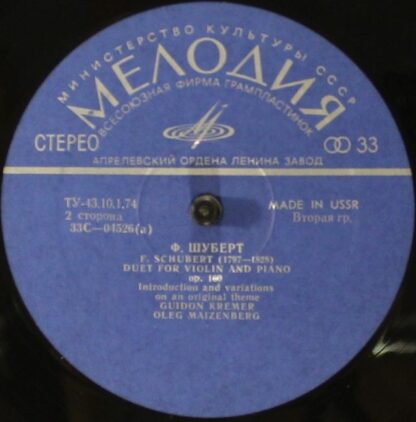 МИНИСТЕРСТВО КУЛЬТУРЫ СССР
МЕЛОДИЯ
ВСЕСОЮЗНАЯ ФИРМА ГРАМПЛАСТИНОК
СТЕРЕО
33
АПРЕЛЕВСКИЙ ОРДЕНА ЛЕНИНА ЗАВОД
ТУ-43.10.1.74
2 сторона
33С—04526(а)
MADE IN USSR
Вторая гр.
Ф. ШУБЕРТ
F. SCHUBERT (1797—1828)
DUET FOR VIOLIN AND PIANO
op. 160
Introduction and variations
on an original theme
GUIDON KREMER
OLEG MAIZENBERG